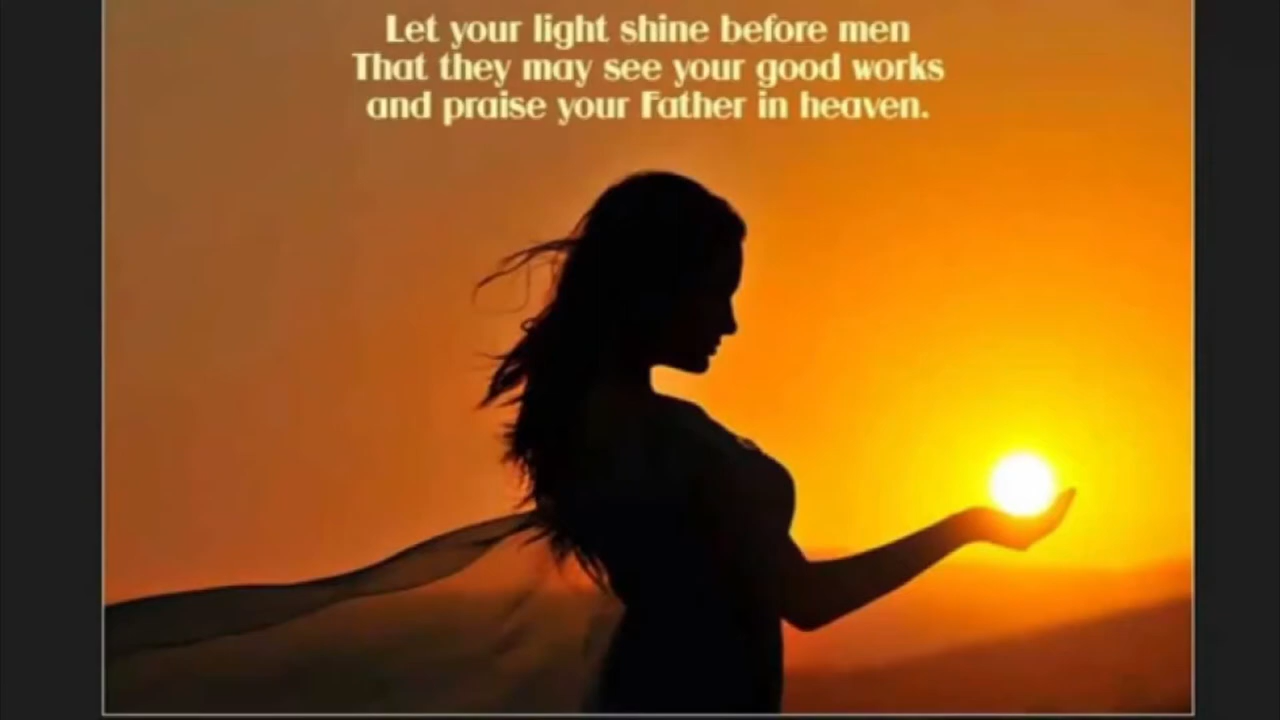 Let your light shine before men
That they may see your good works
and praise your Father in heaven.